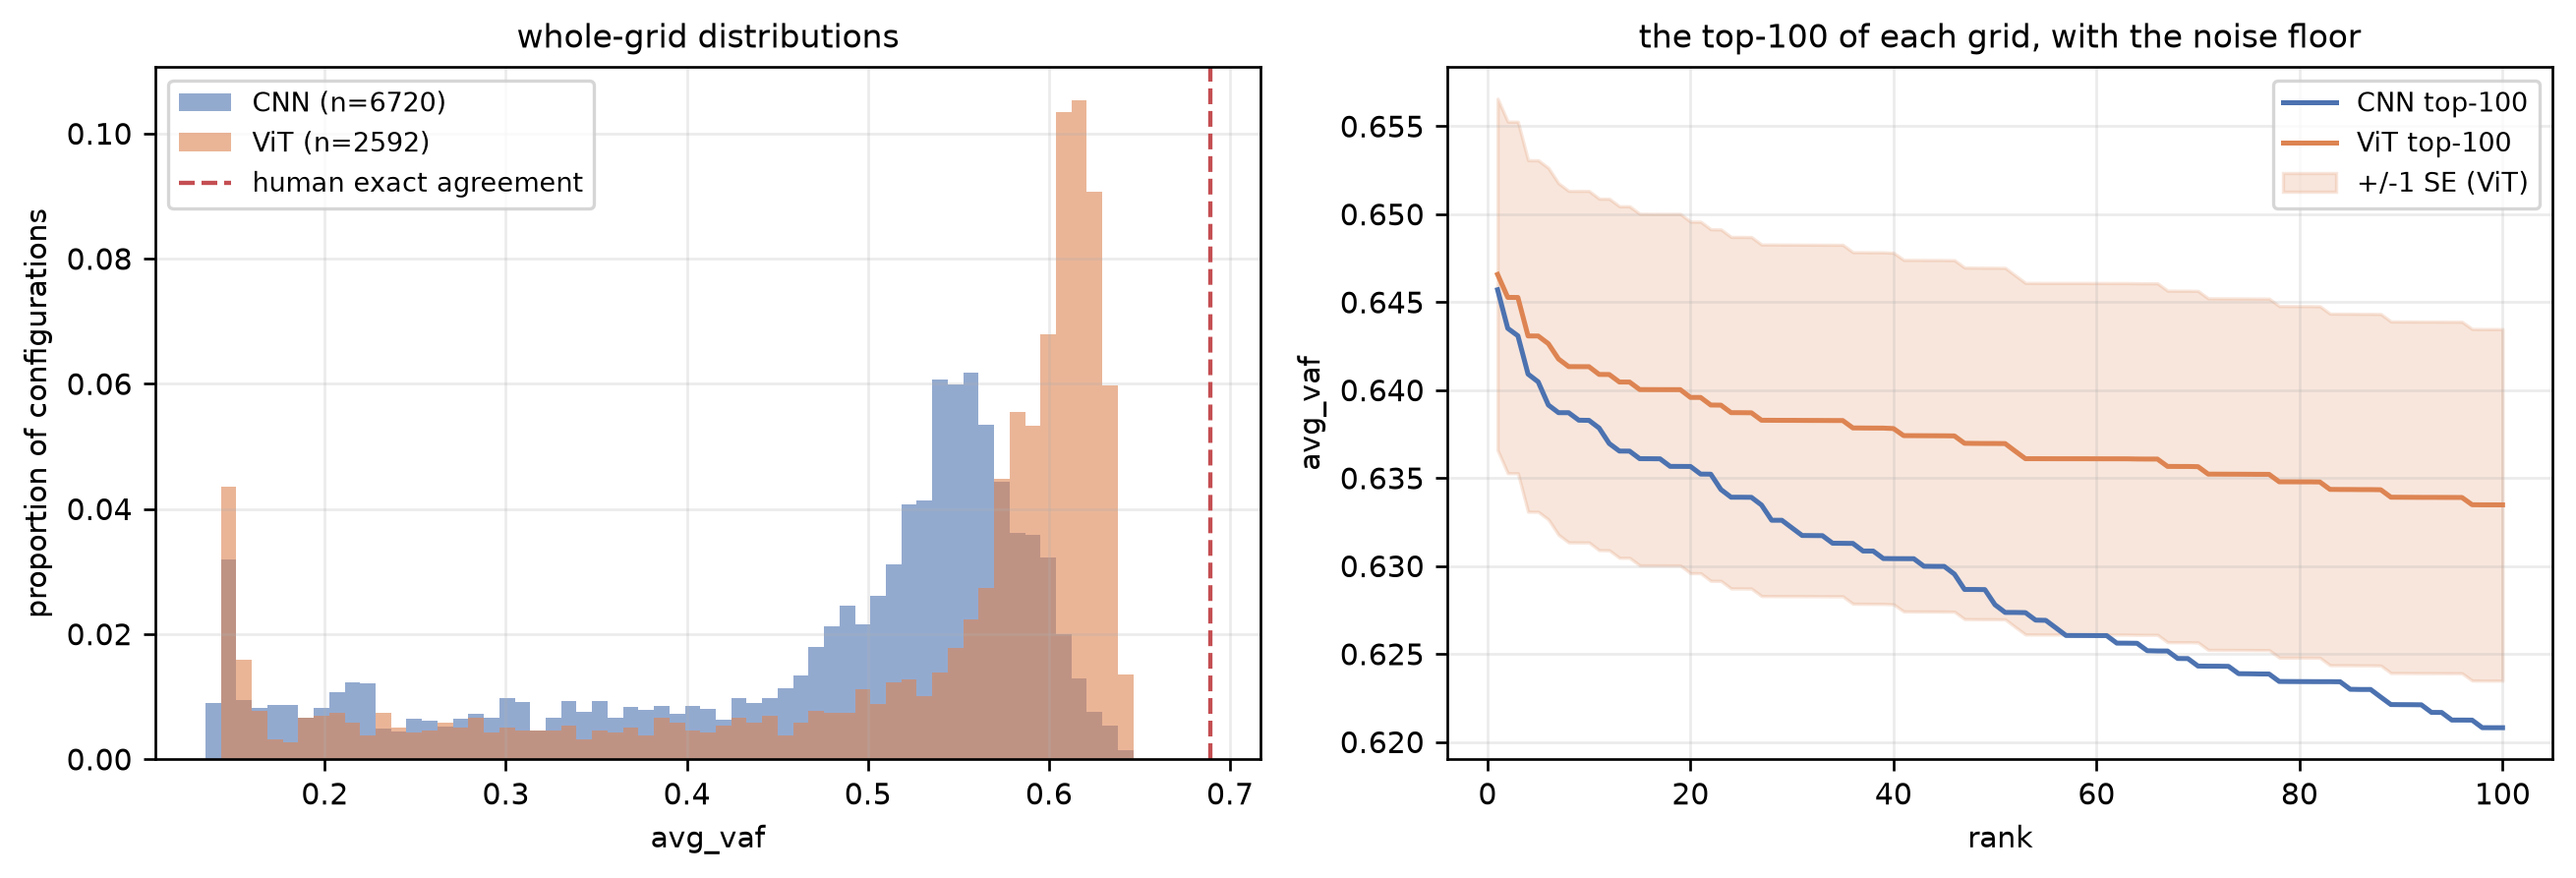 whole-grid distributions
CNN (n=6720)
ViT (n=2592)
human exact agreement
proportion of configurations
0.10
0.08
0.06
0.04
0.02
0.00
0.2
0.3
0.4
0.5
0.6
0.7
avg_vaf
the top-100 of each grid, with the noise floor
CNN top-100
ViT top-100
+/-1 SE (ViT)
avg_vaf
0.655
0.650
0.645
0.640
0.635
0.630
0.625
0.620
0
20
40
60
80
100
rank